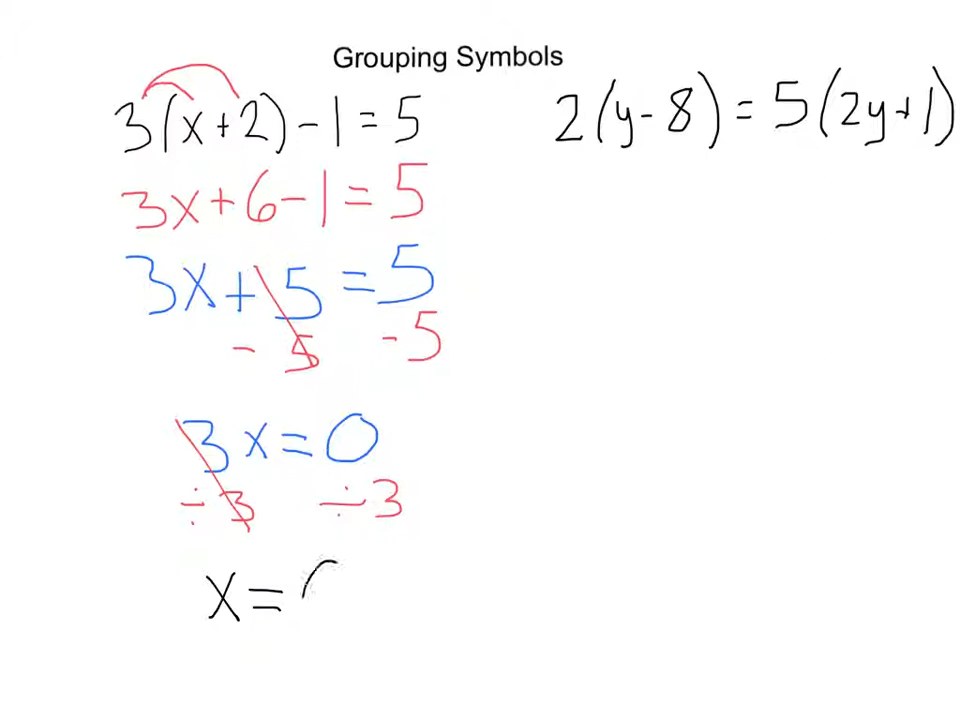 Grouping Symbols
3(x+2)-1=5
3x+6-1=5
3x+5=5
-5 -5
3x=0
÷3 ÷3
x=
2(y-8)=5(2y+1)